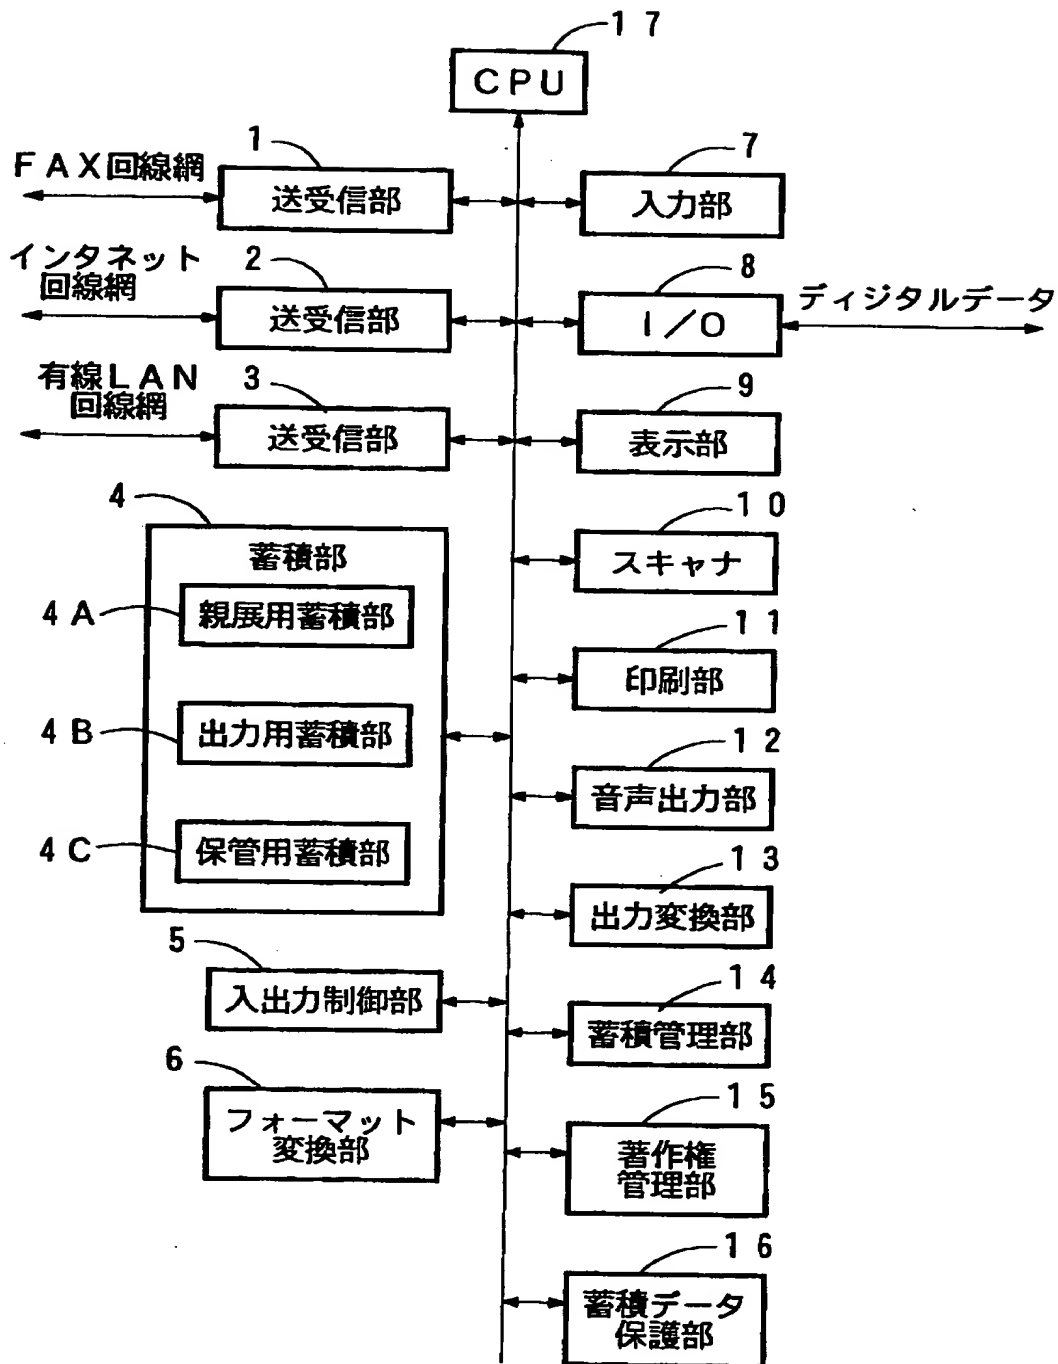 １７
ＣＰＵ
１
ＦＡＸ回線網
送受信部
７
入力部
インタネット
回線網
２
送受信部
８
Ｉ／Ｏ
ディジタルデータ
有線ＬＡＮ
回線網
３
送受信部
９
表示部
４
蓄積部
４Ａ
親展用蓄積部
４Ｂ
出力用蓄積部
４Ｃ
保管用蓄積部
１０
スキャナ
１１
印刷部
１２
音声出力部
１３
出力変換部
５
入出力制御部
１４
蓄積管理部
６
フォーマット
変換部
１５
著作権
管理部
１６
蓄積データ
保護部